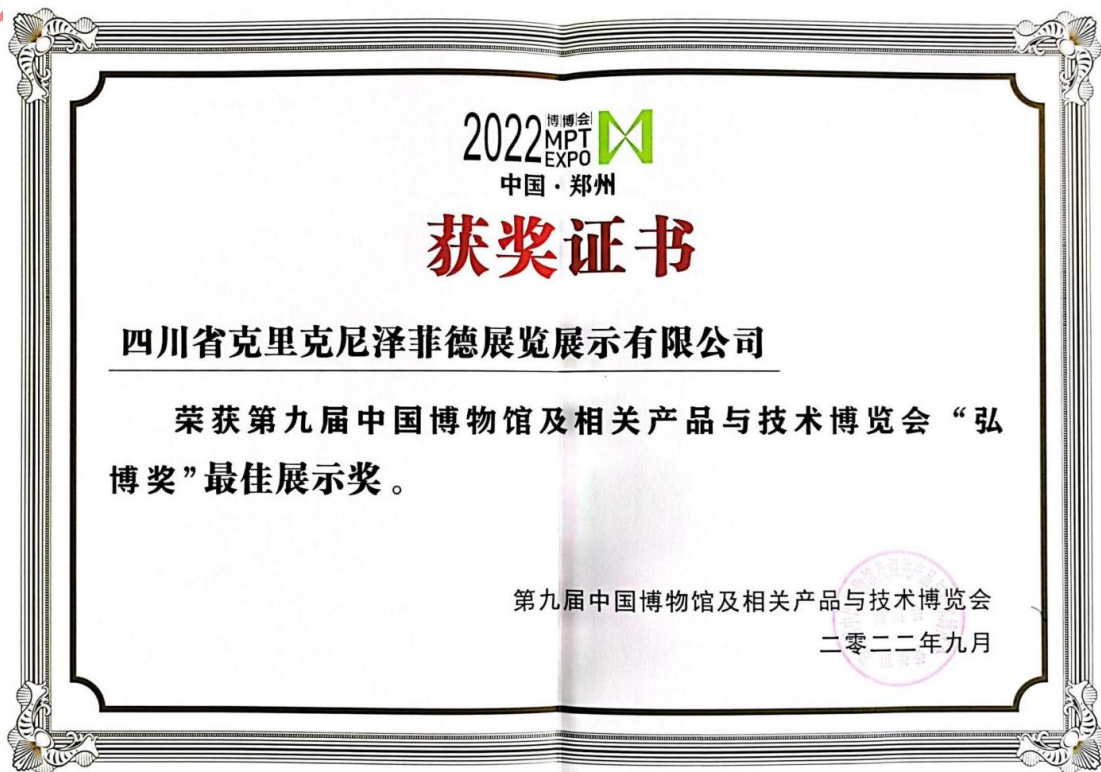 2022
博博会
MPT
EXPO
中国·郑州
获奖证书
四川省克里克尼泽菲德展览展示有限公司
荣获第九届中国博物馆及相关产品与技术博览会“弘
博奖”最佳展示奖。
第九届中国博物馆及相关产品与技术博览会
二零二二年九月